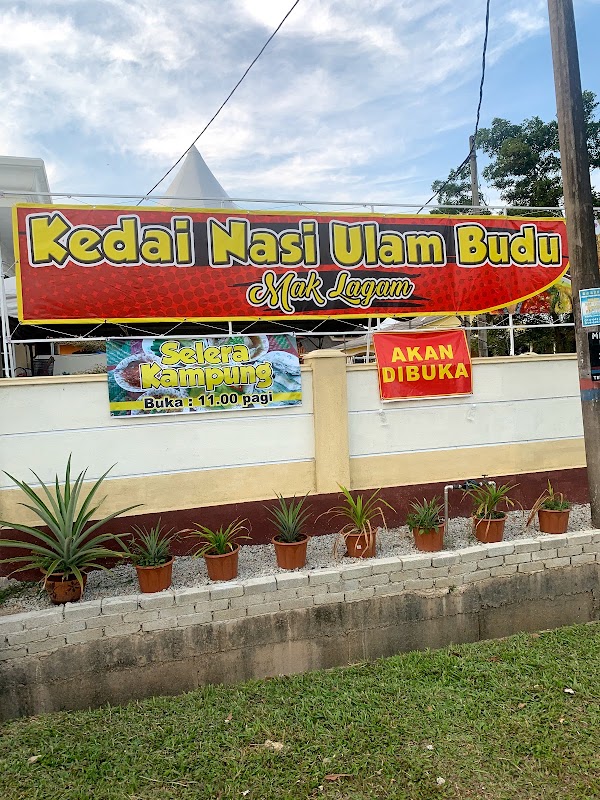 Kedai Nasi Ulam Budu
Mak Lagam
Selera
Kampung
Buka : 11.00 pagi
AKAN
DIBUKA